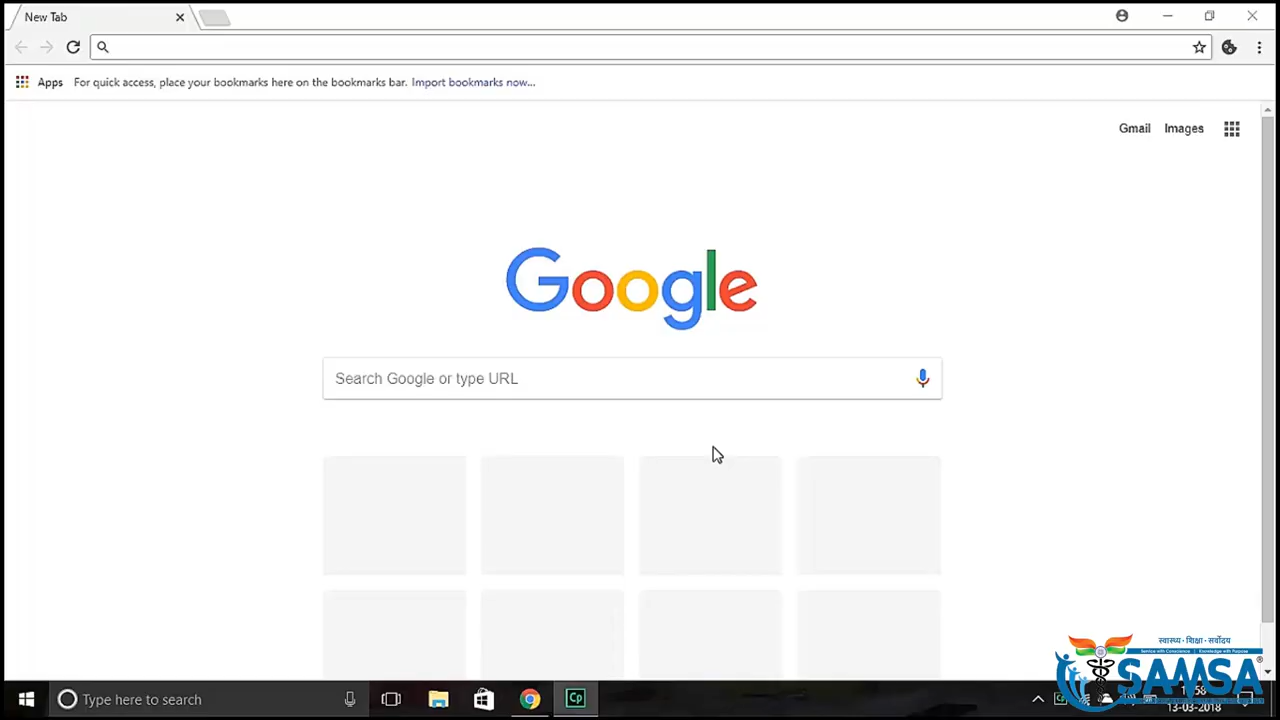 New Tab
Apps For quick access, place your bookmarks here on the bookmarks bar. Import bookmarks now...
Gmail Images
Google
Search Google or type URL
स्वास्थ्य · शिक्षा · सर्वोदय
Service with Conscience | Knowledge with Purpose
SAMSA®
Type here to search
Cp
13-03-2018